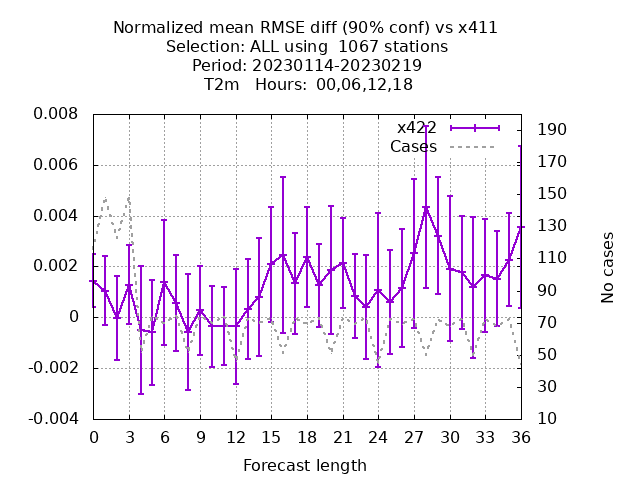 Normalized mean RMSE diff (90% conf) vs x411
Selection: ALL using  1067 stations
Period: 20230114-20230219
T2m   Hours:  00,06,12,18
x422
Cases
0.008
0.006
0.004
0.002
0
-0.002
-0.004
190
170
150
130
110
90
70
50
30
10
No cases
0 3 6 9 12 15 18 21 24 27 30 33 36
Forecast length